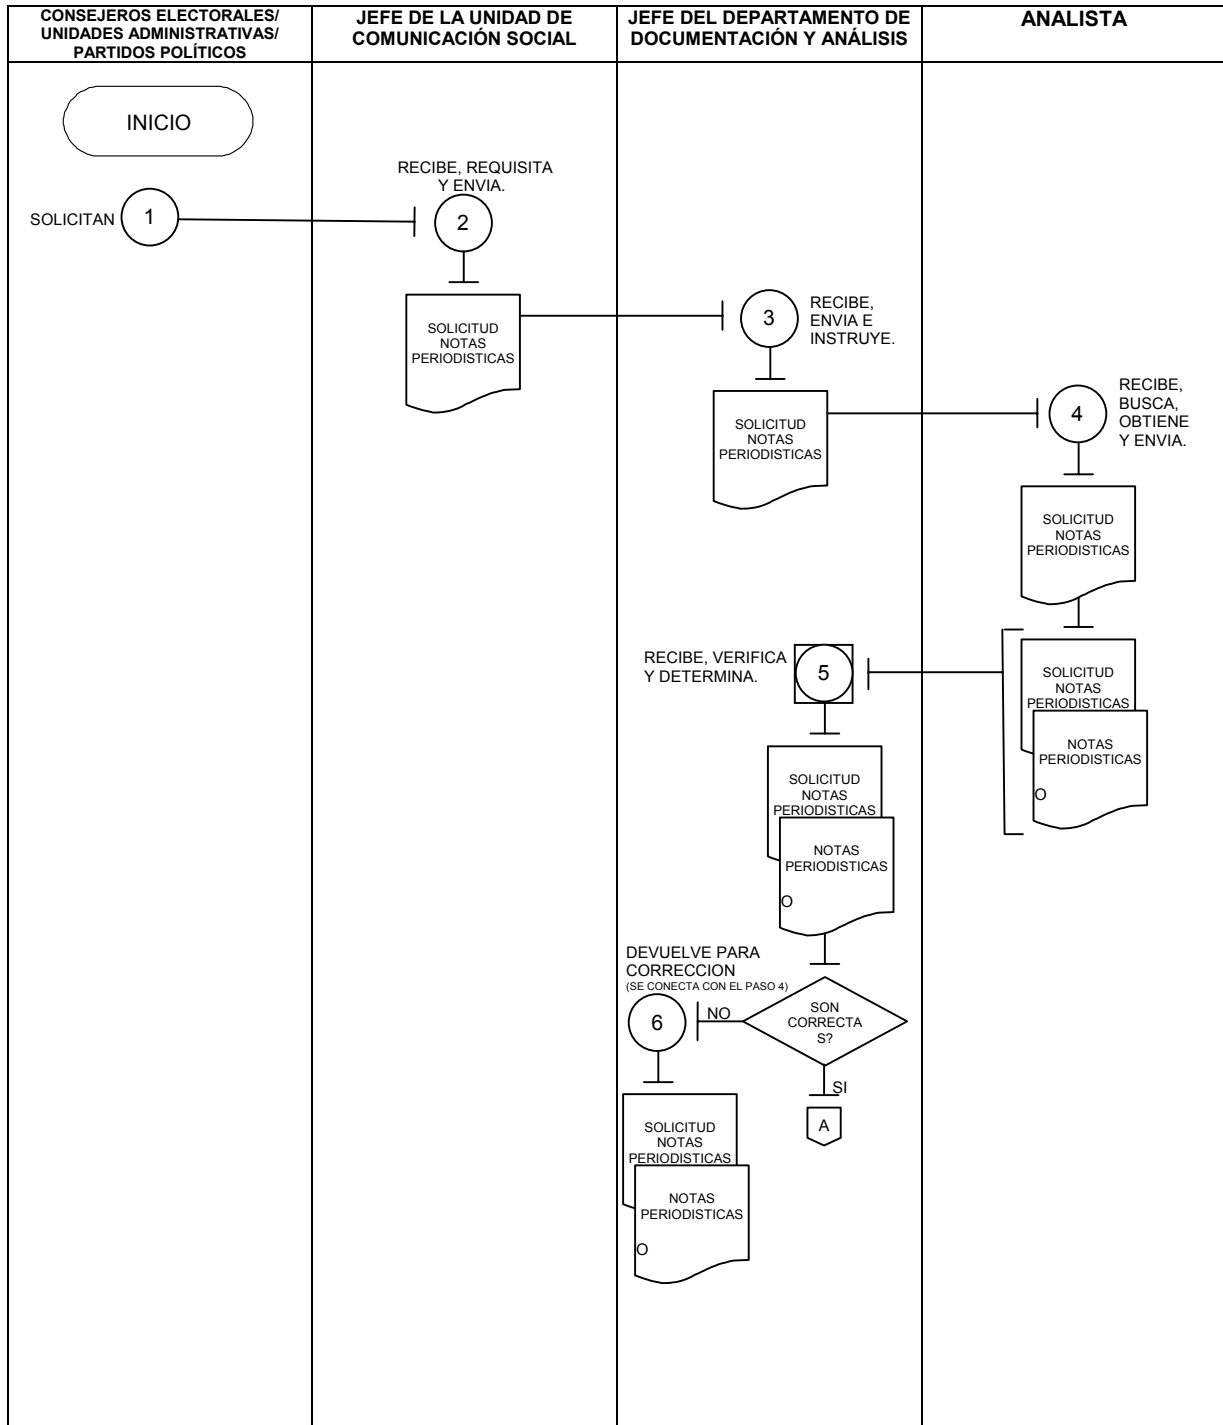 CONSEJEROS ELECTORALES/
UNIDADES ADMINISTRATIVAS/
PARTIDOS POLÍTICOS
JEFE DE LA UNIDAD DE
COMUNICACIÓN SOCIAL
JEFE DEL DEPARTAMENTO DE
DOCUMENTACIÓN Y ANÁLISIS
ANALISTA
INICIO
SOLICITAN
1
RECIBE, REQUISITA
Y ENVIA.
2
SOLICITUD
NOTAS
PERIODISTICAS
3
RECIBE,
ENVIA E
INSTRUYE.
SOLICITUD
NOTAS
PERIODISTICAS
4
RECIBE,
BUSCA,
OBTIENE
Y ENVIA.
SOLICITUD
NOTAS
PERIODISTICAS
SOLICITUD
NOTAS
PERIODISTICAS
NOTAS
PERIODISTICAS
O
RECIBE, VERIFICA
Y DETERMINA.
5
SOLICITUD
NOTAS
PERIODISTICAS
NOTAS
PERIODISTICAS
O
DEVUELVE PARA
CORRECCION
(SE CONECTA CON EL PASO 4)
6
NO
SON
CORRECTA
S?
SI
A
SOLICITUD
NOTAS
PERIODISTICAS
NOTAS
PERIODISTICAS
O